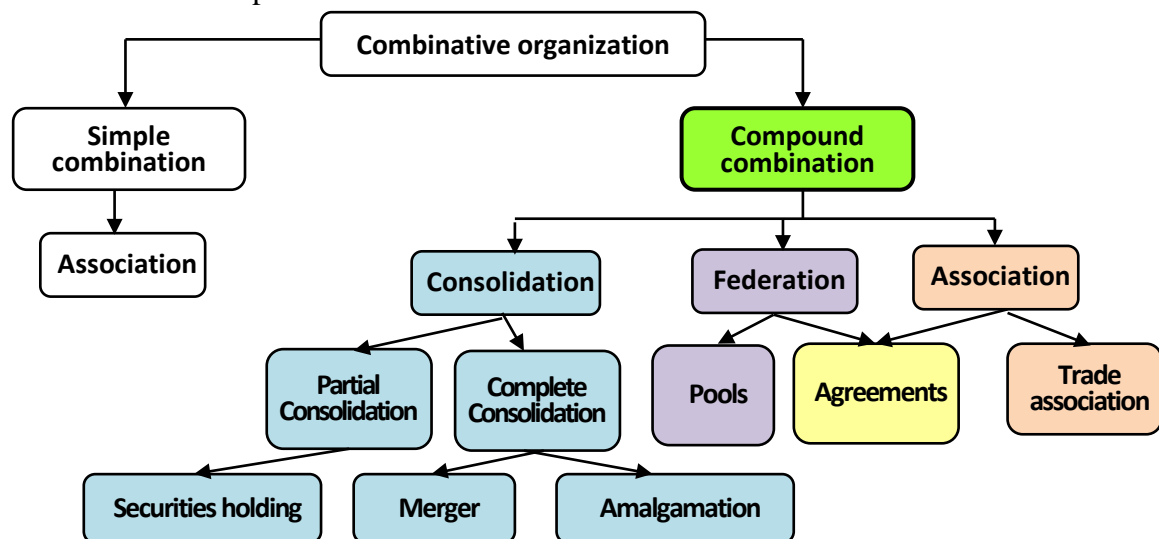 Combinative organization
Simple
combination
Compound
combination
Association
Consolidation
Federation
Association
Partial
Consolidation
Complete
Consolidation
Pools
Agreements
Trade
association
Securities holding
Merger
Amalgamation